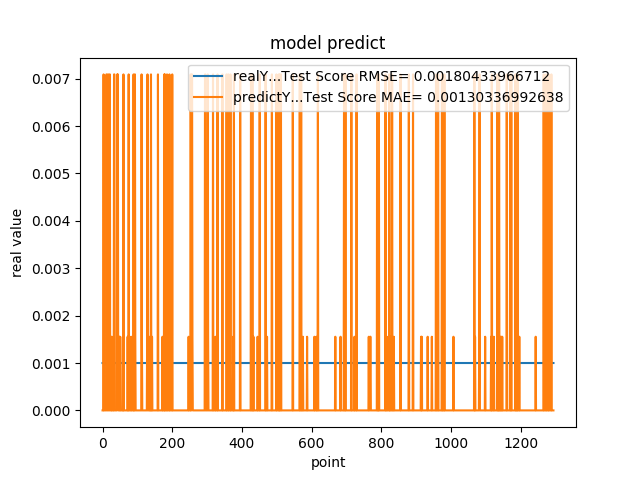 model predict
realY...Test Score RMSE= 0.00180433966712
predictY...Test Score MAE= 0.00130336992638
0.007
0.006
0.005
0.004
0.003
0.002
0.001
0.000
real value
0 200 400 600 800 1000 1200
point